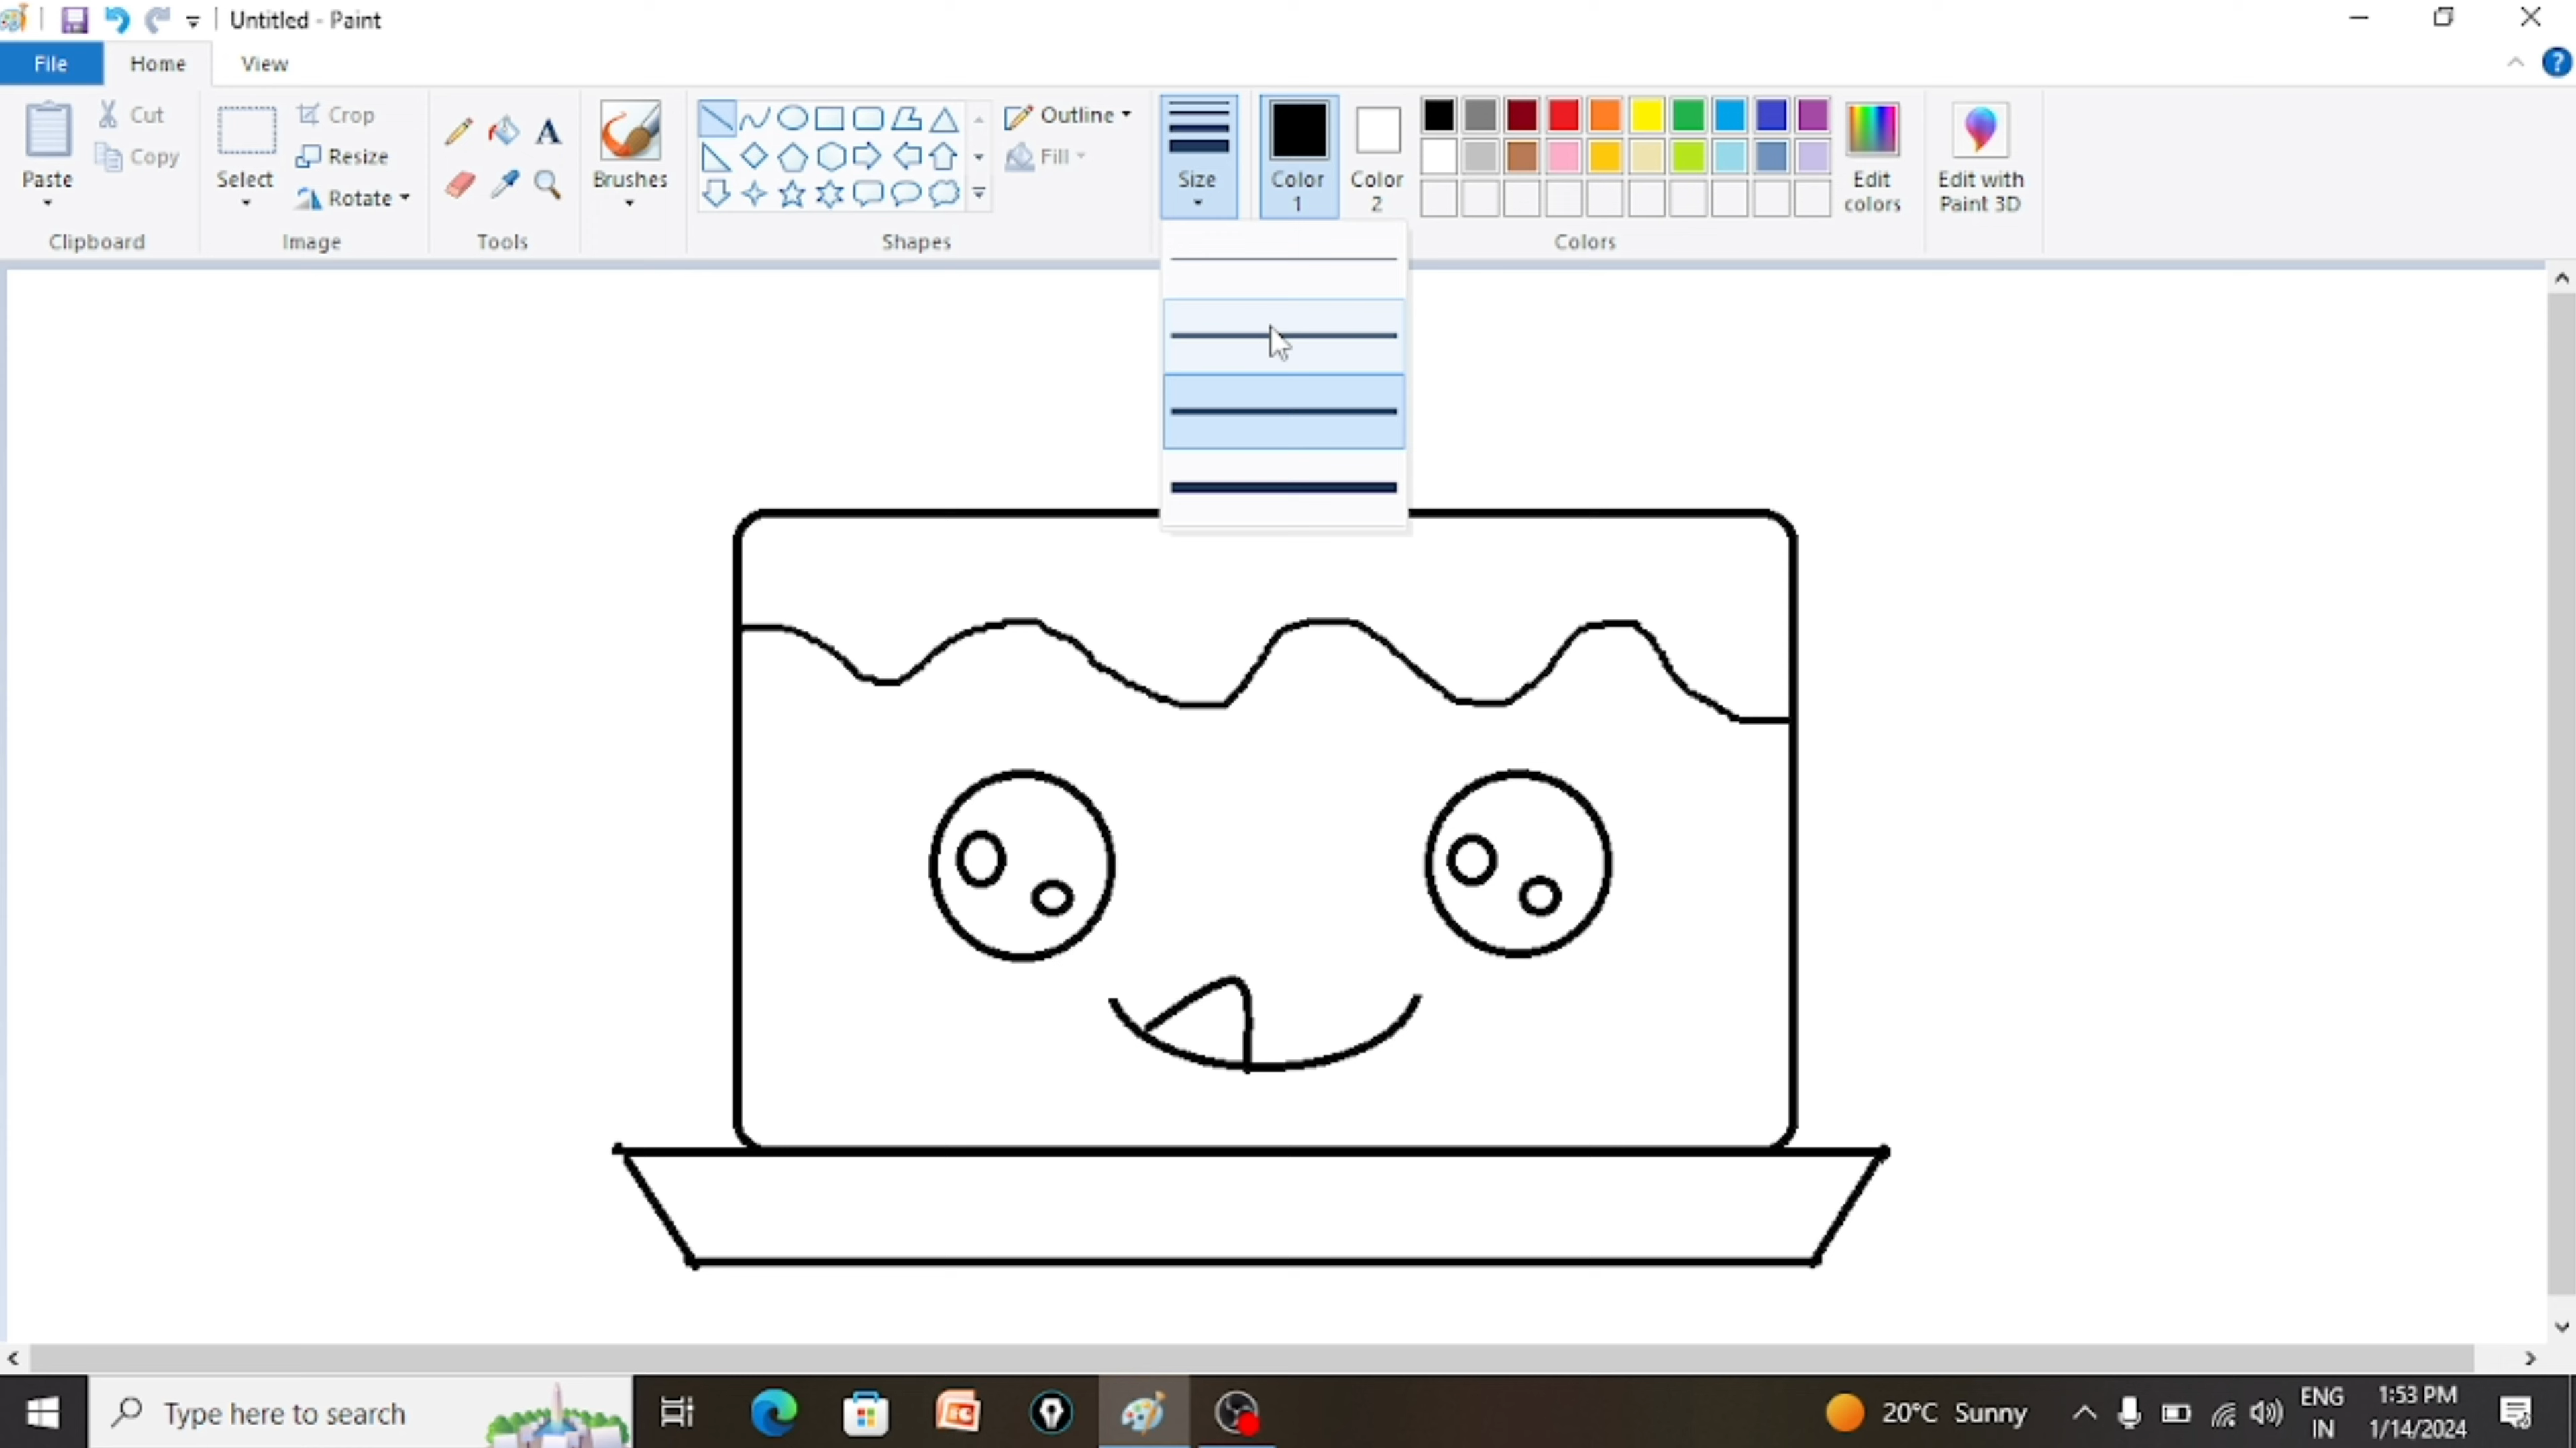 Untitled - Paint
File Home View
Paste Cut Copy
Select Crop Resize Rotate
A
Brushes
Outline Fill
Size
Color 1
Color 2
Edit colors
Edit with Paint 3D
Clipboard Image Tools Shapes Colors
Type here to search
20°C Sunny
ENG IN
1:53 PM
1/14/2024